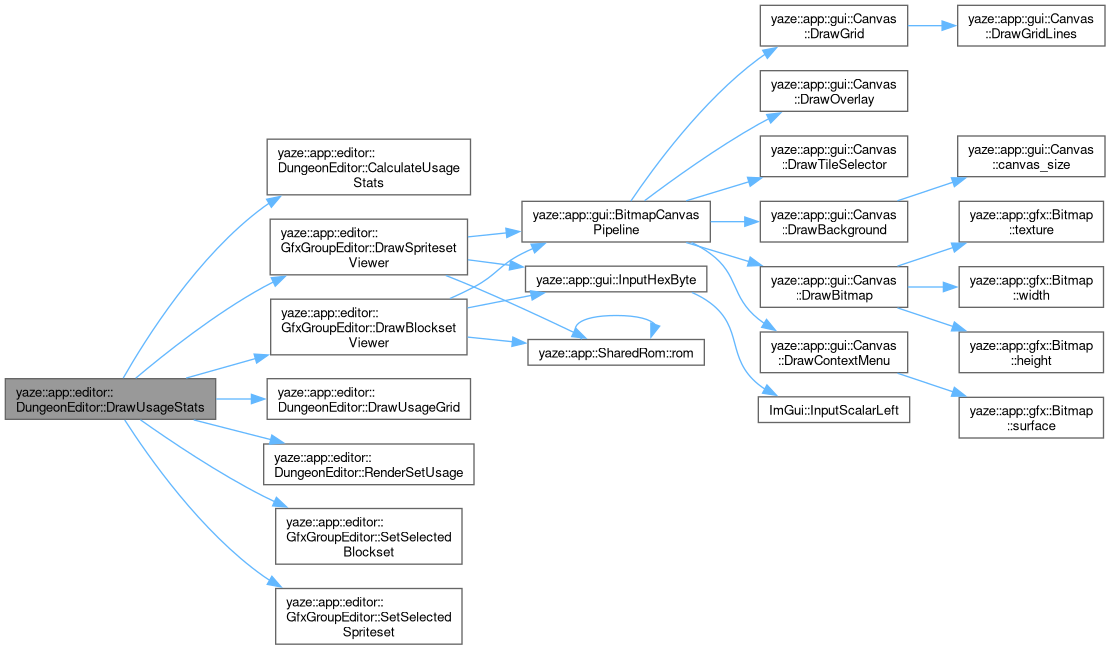 yaze::app::editor::
DungeonEditor::DrawUsageStats
yaze::app::editor::
DungeonEditor::CalculateUsage
Stats
yaze::app::editor::
GfxGroupEditor::DrawSpriteset
Viewer
yaze::app::editor::
GfxGroupEditor::DrawBlockset
Viewer
yaze::app::editor::
DungeonEditor::DrawUsageGrid
yaze::app::editor::
DungeonEditor::RenderSetUsage
yaze::app::editor::
GfxGroupEditor::SetSelected
Blockset
yaze::app::editor::
GfxGroupEditor::SetSelected
Spriteset
yaze::app::gui::BitmapCanvas
Pipeline
yaze::app::gui::InputHexByte
yaze::app::SharedRom::rom
yaze::app::gui::Canvas
::DrawGrid
yaze::app::gui::Canvas
::DrawOverlay
yaze::app::gui::Canvas
::DrawTileSelector
yaze::app::gui::Canvas
::DrawBackground
yaze::app::gui::Canvas
::DrawBitmap
yaze::app::gui::Canvas
::DrawContextMenu
ImGui::InputScalarLeft
yaze::app::gui::Canvas
::DrawGridLines
yaze::app::gui::Canvas
::canvas_size
yaze::app::gfx::Bitmap
::texture
yaze::app::gfx::Bitmap
::width
yaze::app::gfx::Bitmap
::height
yaze::app::gfx::Bitmap
::surface